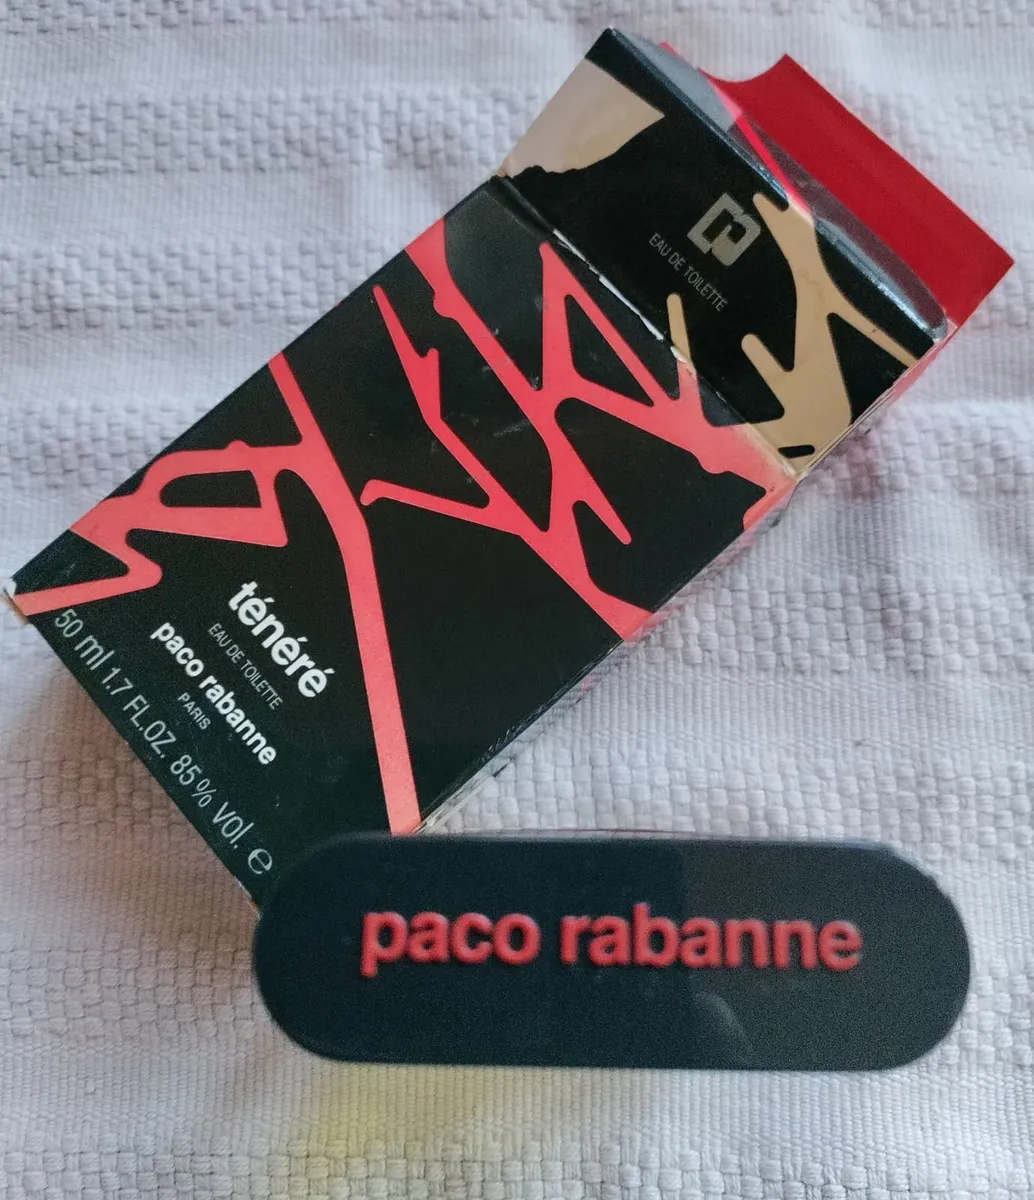 EAU DE TOILETTE
ténéré
EAU DE TOILETTE
paco rabanne
PARIS
50 ml 1.7 FL.OZ. 85% vol. ℮
paco rabanne